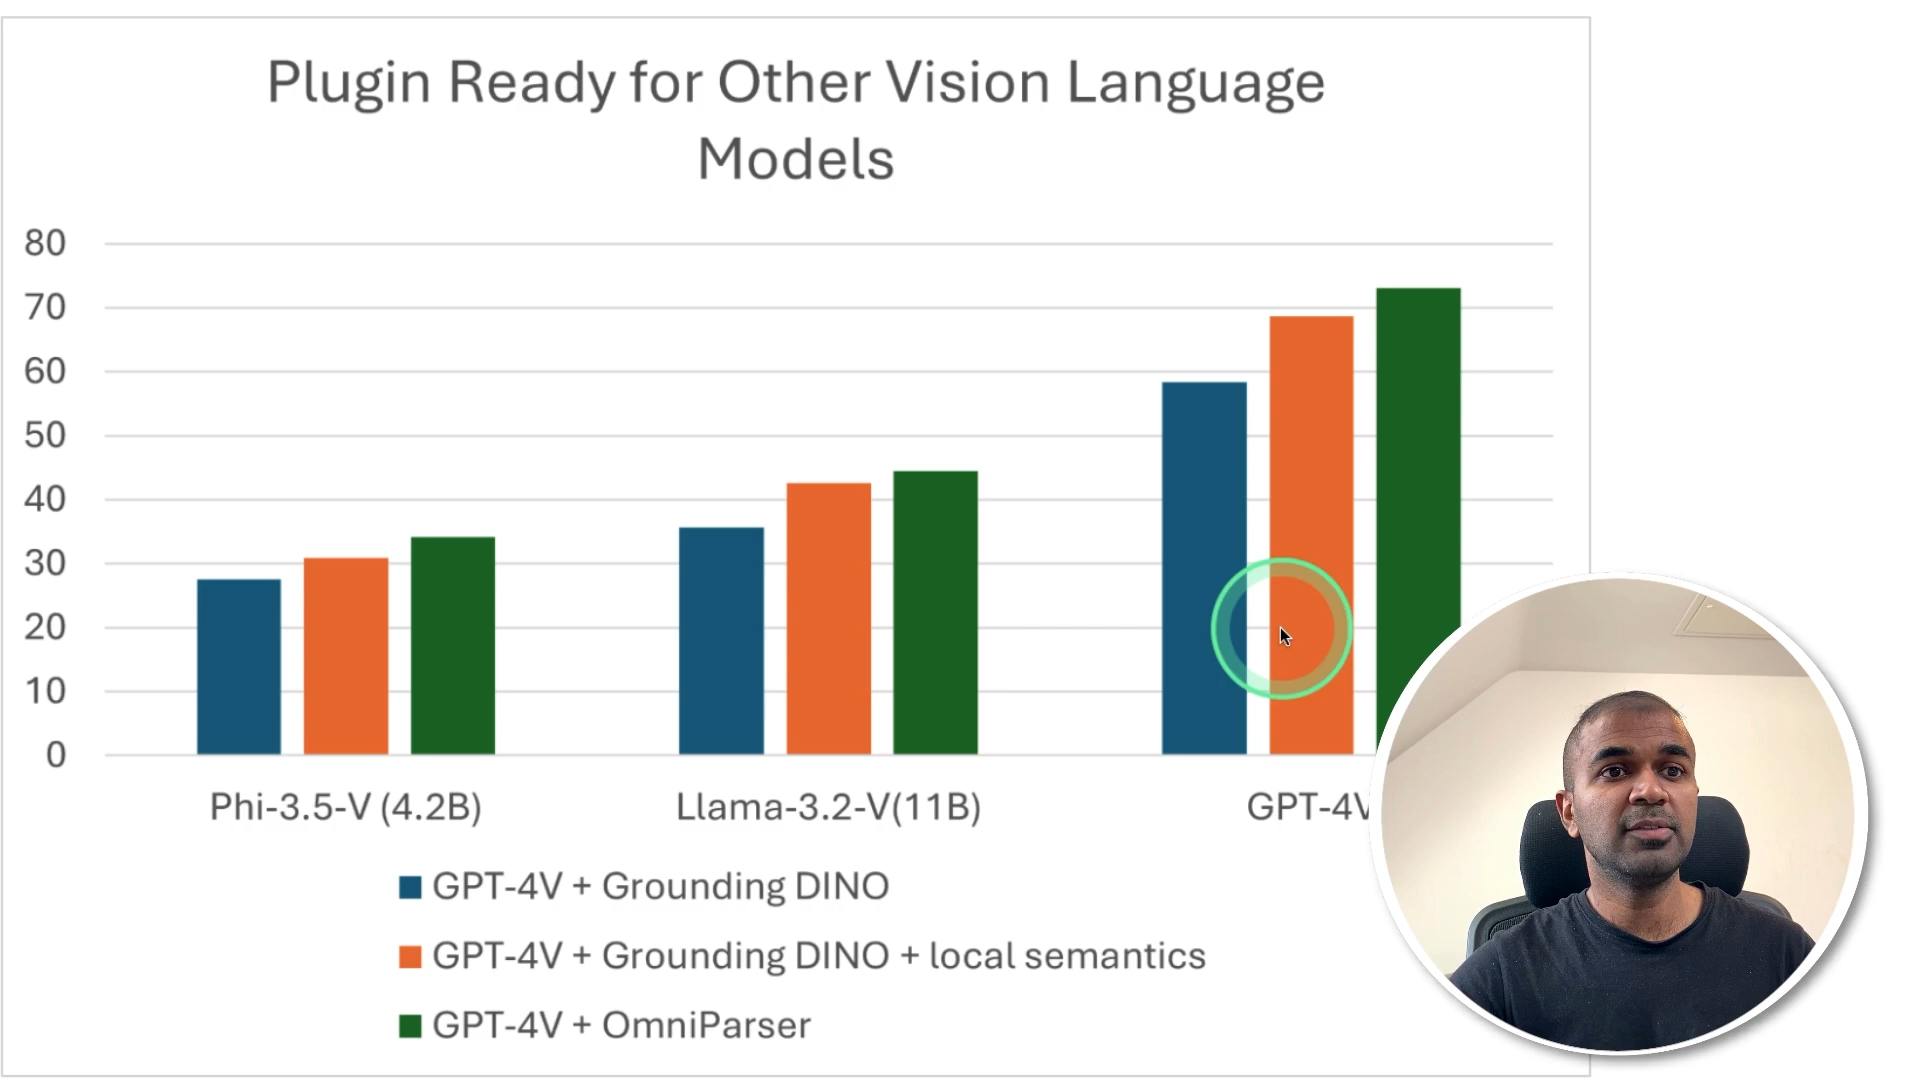 Plugin Ready for Other Vision Language
Models
80
70
60
50
40
30
20
10
0
Phi-3.5-V (4.2B)
Llama-3.2-V(11B)
GPT-4V
GPT-4V + Grounding DINO
GPT-4V + Grounding DINO + local semantics
GPT-4V + OmniParser